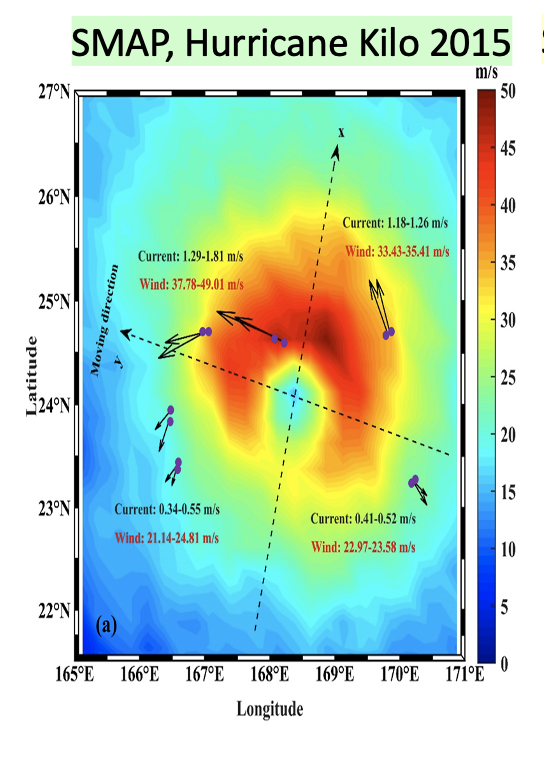 SMAP, Hurricane Kilo 2015
m/s
27°N
26°N
25°N
24°N
23°N
22°N
Latitude
x
Current: 1.18-1.26 m/s
Wind: 33.43-35.41 m/s
Current: 1.29-1.81 m/s
Wind: 37.78-49.01 m/s
Moving direction
y
Current: 0.34-0.55 m/s
Wind: 21.14-24.81 m/s
Current: 0.41-0.52 m/s
Wind: 22.97-23.58 m/s
(a)
50
45
40
35
30
25
20
15
10
5
0
165°E 166°E 167°E 168°E 169°E 170°E 171°E
Longitude